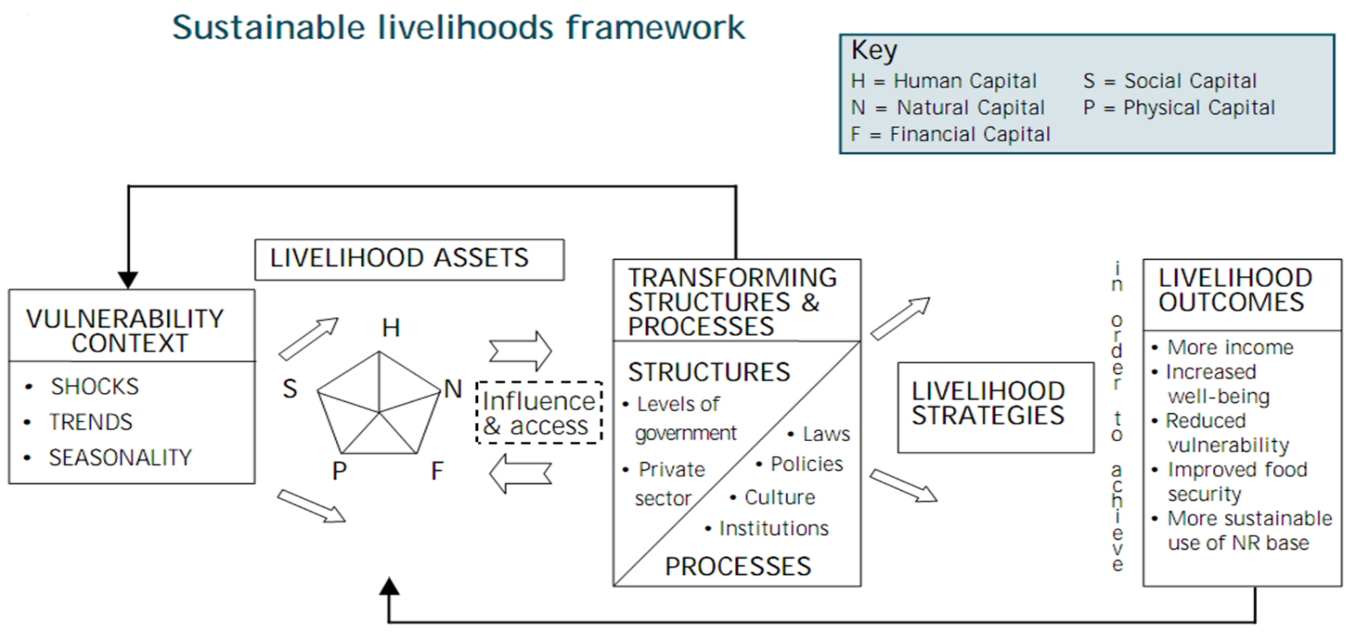 Sustainable livelihoods framework
Key
H = Human Capital S = Social Capital
N = Natural Capital P = Physical Capital
F = Financial Capital
LIVELIHOOD ASSETS
VULNERABILITY
CONTEXT
• SHOCKS
• TRENDS
• SEASONALITY
H
S
N
P
F
Influence
& access
TRANSFORMING
STRUCTURES &
PROCESSES
STRUCTURES
• Levels of
government
• Private
sector
• Laws
• Policies
• Culture
• Institutions
PROCESSES
LIVELIHOOD
STRATEGIES
in order to achieve
LIVELIHOOD
OUTCOMES
• More income
• Increased
well-being
• Reduced
vulnerability
• Improved food
security
• More sustainable
use of NR base